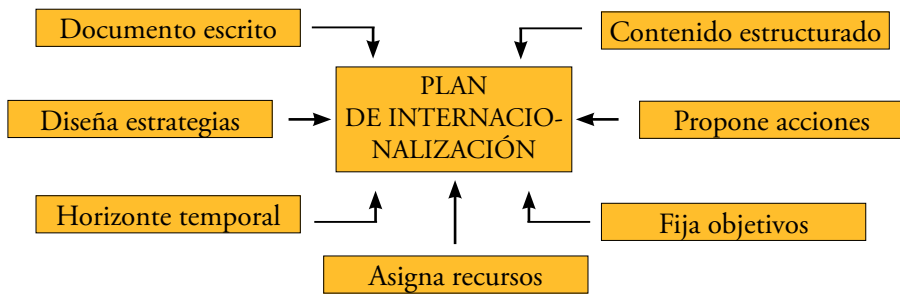 Documento escrito
Contenido estructurado
PLAN
DE INTERNACIO-
NALIZACIÓN
Diseña estrategias
Propone acciones
Horizonte temporal
Fija objetivos
Asigna recursos